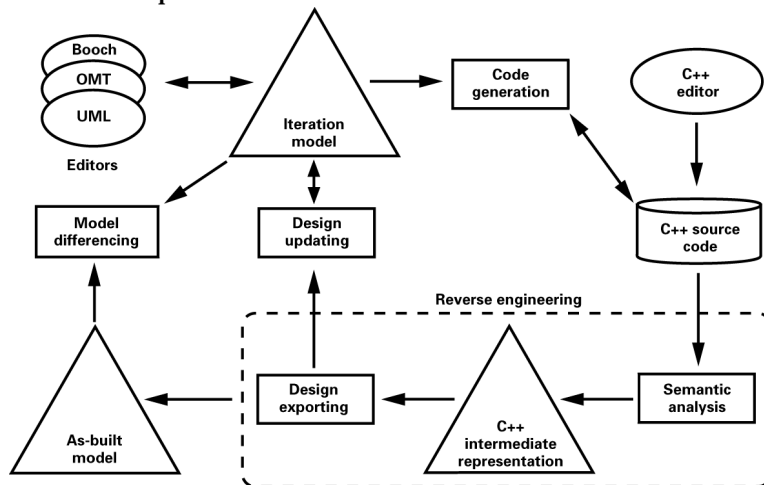 Booch
OMT
UML
Editors
Iteration
model
Code
generation
C++
editor
Model
differencing
Design
updating
C++ source
code
Reverse engineering
As-built
model
Design
exporting
C++
intermediate
representation
Semantic
analysis